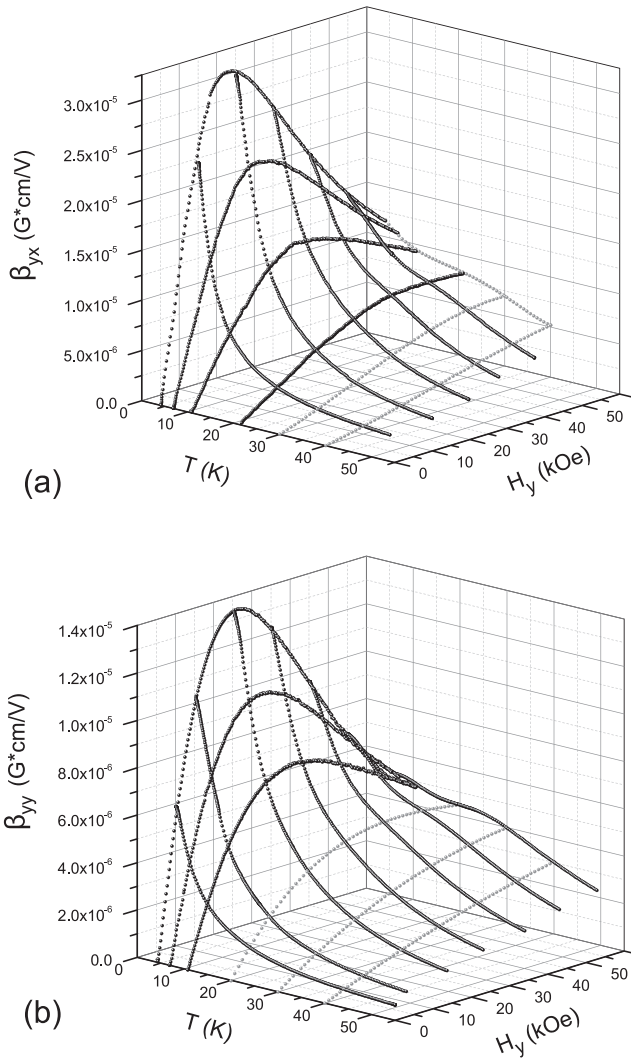 3.0x10⁻⁵
2.5x10⁻⁵
2.0x10⁻⁵
1.5x10⁻⁵
1.0x10⁻⁵
5.0x10⁻⁶
0.0
βyx (G*cm/V)
0
10
20
30
40
50
T (K)
0
10
20
30
40
50
Hy (kOe)
(a)
1.4x10⁻⁵
1.2x10⁻⁵
1.0x10⁻⁵
8.0x10⁻⁶
6.0x10⁻⁶
4.0x10⁻⁶
2.0x10⁻⁶
0.0
βyy (G*cm/V)
0
10
20
30
40
50
T (K)
0
10
20
30
40
50
Hy (kOe)
(b)